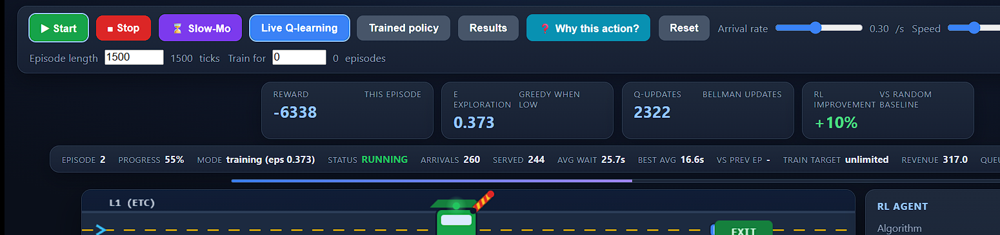 ▶ Start ■ Stop ⏳ Slow-Mo Live Q-learning Trained policy Results ❓ Why this action? Reset Arrival rate 0.30 /s Speed
Episode length 1500 1500 ticks Train for 0 0 episodes
REWARD THIS EPISODE
-6338
E EXPLORATION GREEDY WHEN LOW
0.373
Q-UPDATES BELLMAN UPDATES
2322
RL IMPROVEMENT VS RANDOM BASELINE
+10%
EPISODE 2 PROGRESS 55% MODE training (eps 0.373) STATUS RUNNING ARRIVALS 260 SERVED 244 AVG WAIT 25.7s BEST AVG 16.6s VS PREV EP - TRAIN TARGET unlimited REVENUE 317.0
L1 (ETC)
EXIT
RL AGENT
Algorithm